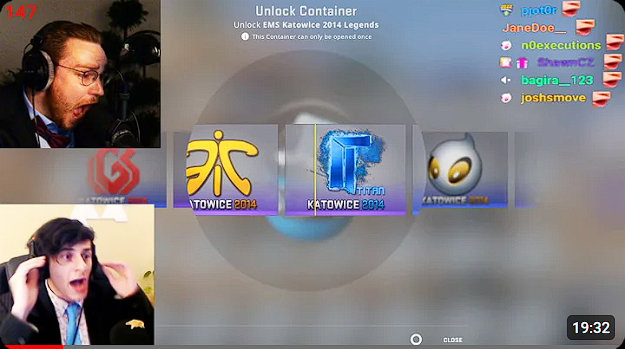 147
Unlock Container
Unlock EMS Katowice 2014 Legends
This Container can only be opened once
piot0r
JaneDoe__
n0executions
ShawnCZ
bagira__123
joshsmove
KATOWICE 2014
KATOWICE 2014
TITAN
KATOWICE 2014
KATOWICE 2014
CLOSE
19:32